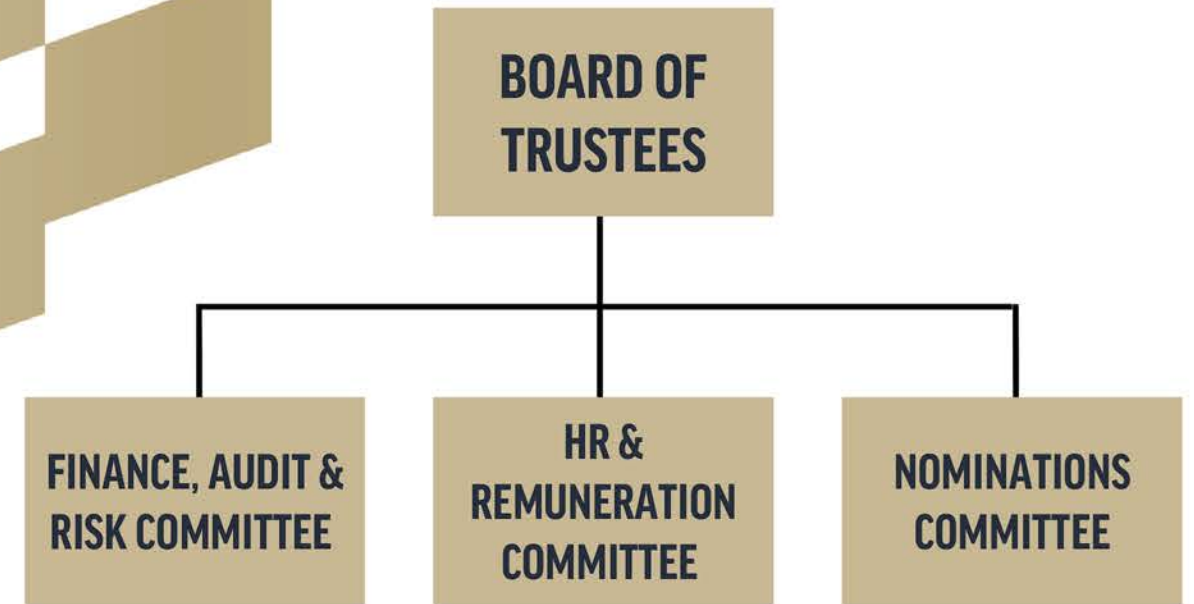 BOARD OF
TRUSTEES
FINANCE, AUDIT &
RISK COMMITTEE
HR &
REMUNERATION
COMMITTEE
NOMINATIONS
COMMITTEE